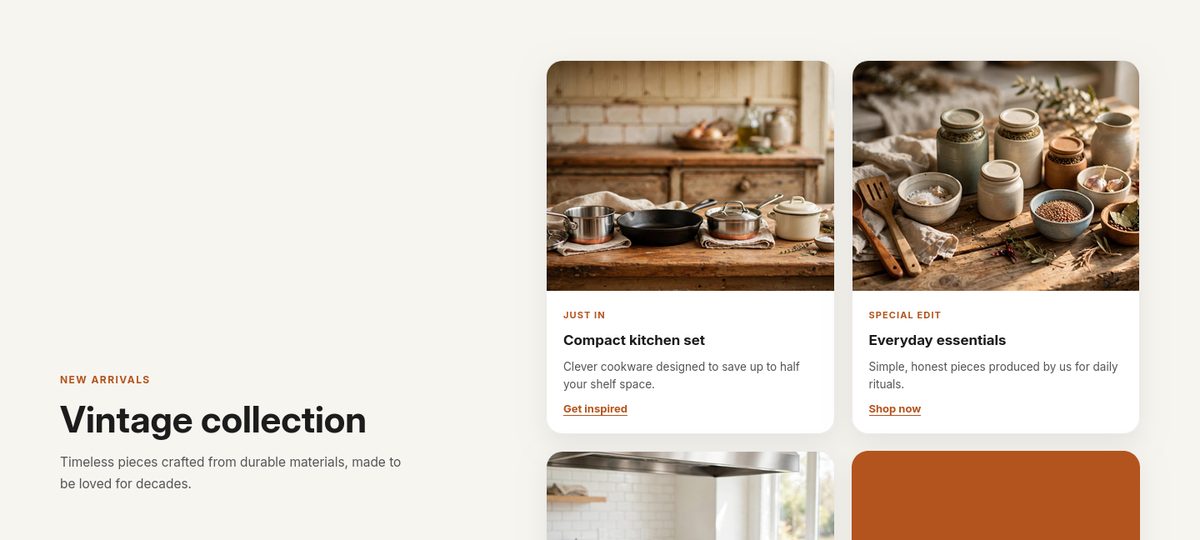 NEW ARRIVALS
Vintage collection
Timeless pieces crafted from durable materials, made to
be loved for decades.
JUST IN
Compact kitchen set
Clever cookware designed to save up to half
your shelf space.
Get inspired
SPECIAL EDIT
Everyday essentials
Simple, honest pieces produced by us for daily
rituals.
Shop now